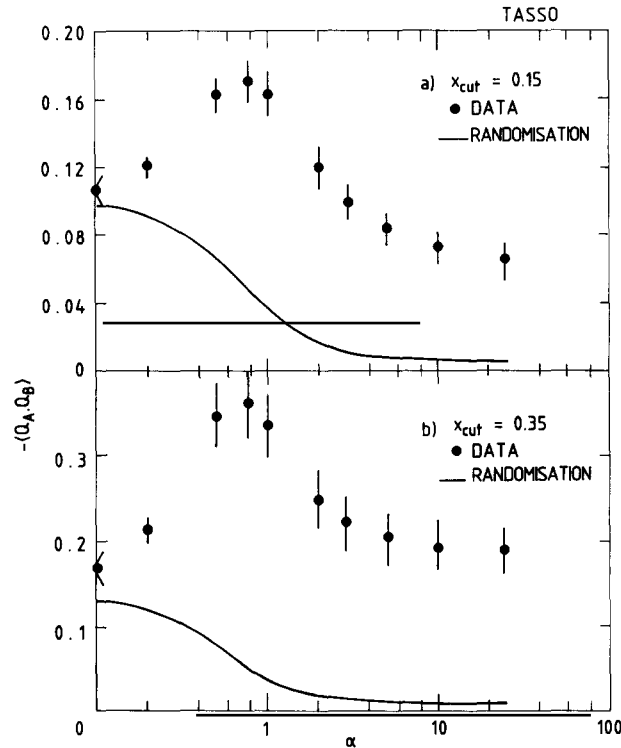 TASSO
0.20
a) x_cut = 0.15
● DATA
— RANDOMISATION
0.16
0.12
0.08
0.04
0
-⟨Q_A.Q_B⟩
b) x_cut = 0.35
● DATA
— RANDOMISATION
0.3
0.2
0.1
0 1 10 100
α